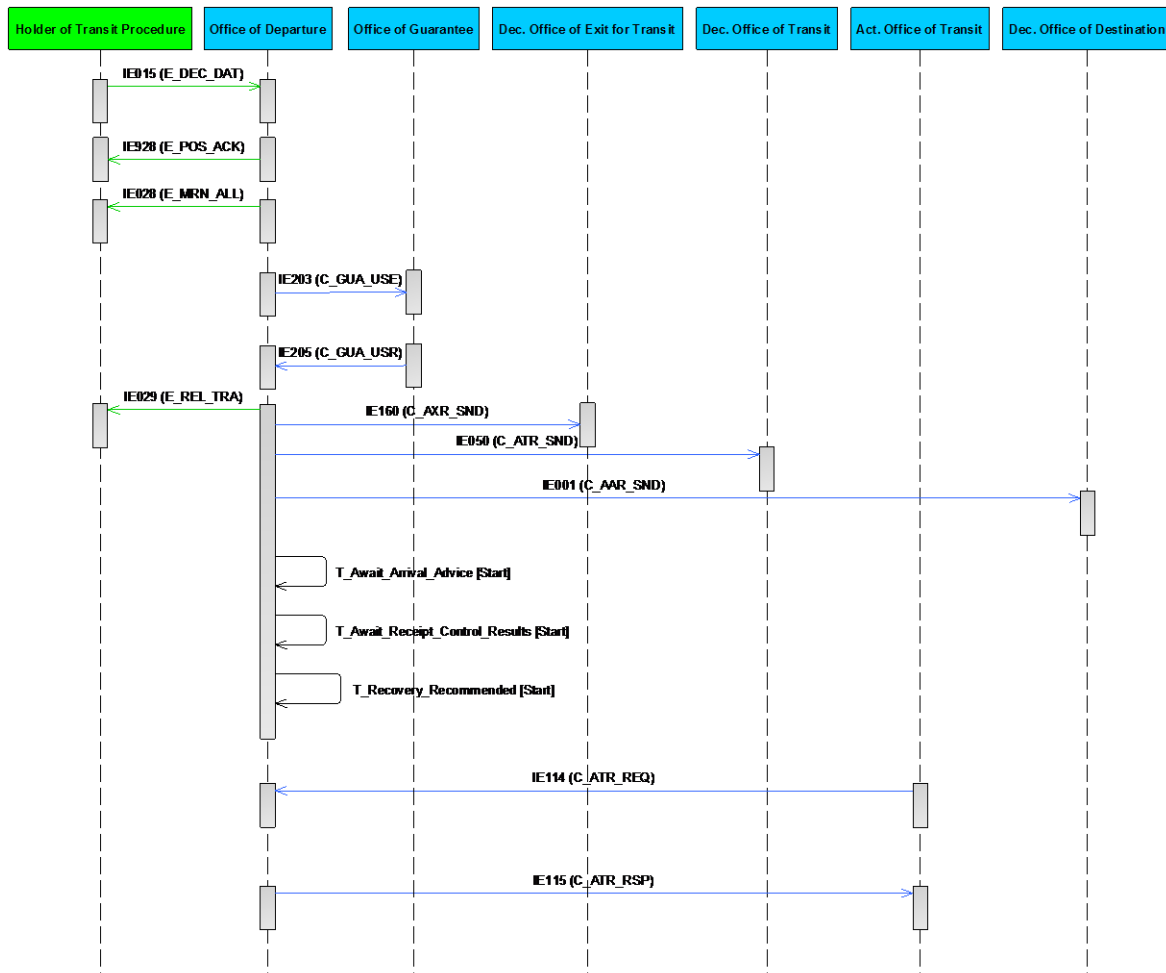 Holder of Transit Procedure
Office of Departure
Office of Guarantee
Dec. Office of Exit for Transit
Dec. Office of Transit
Act. Office of Transit
Dec. Office of Destination
IE015 (E_DEC_DAT)
IE928 (E_POS_ACK)
IE028 (E_MRN_ALL)
IE203 (C_GUA_USE)
IE205 (C_GUA_USR)
IE029 (E_REL_TRA)
IE160 (C_AXR_SND)
IE050 (C_ATR_SND)
IE001 (C_AAR_SND)
T_Await_Arrival_Advice [Start]
T_Await_Receipt_Control_Results [Start]
T_Recovery_Recommended [Start]
IE114 (C_ATR_REQ)
IE115 (C_ATR_RSP)